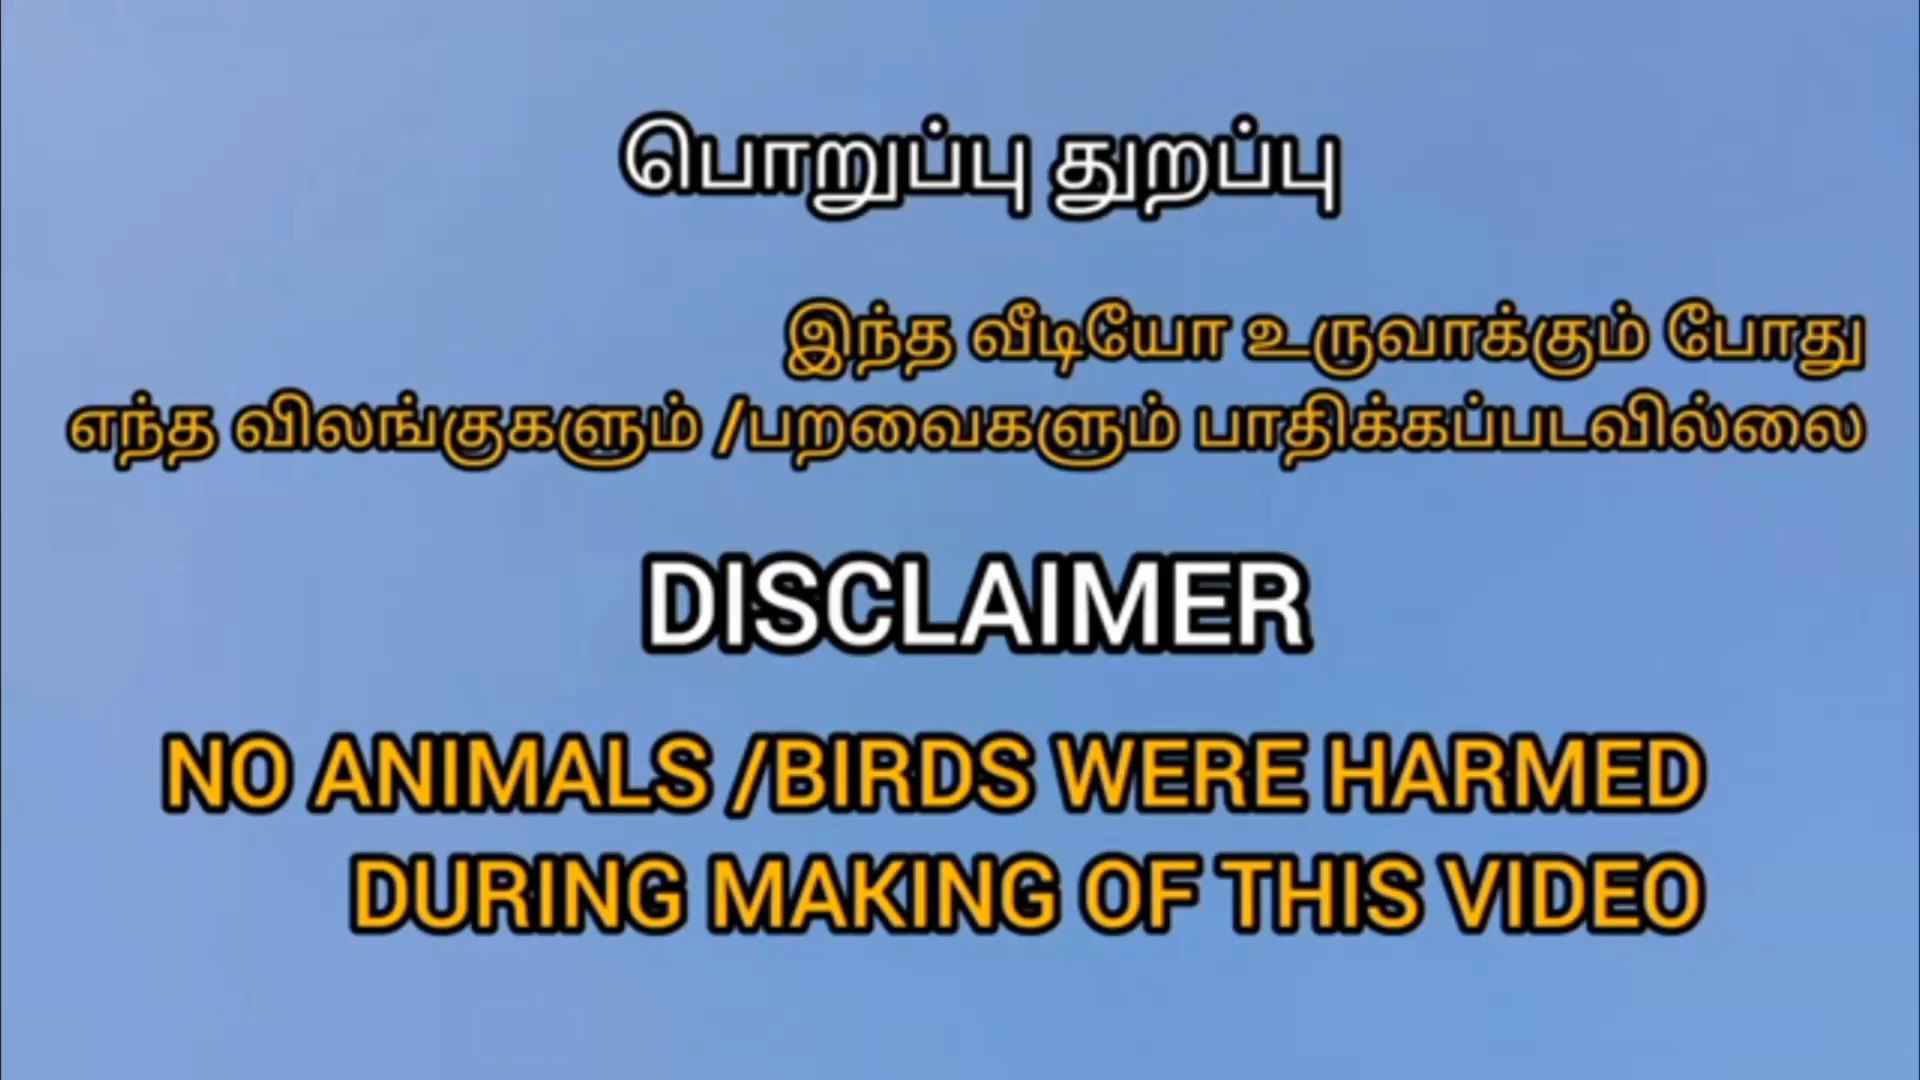 பொறுப்பு துறப்பு
இந்த வீடியோ உருவாக்கும் போது
எந்த விலங்குகளும் /பறவைகளும் பாதிக்கப்படவில்லை
DISCLAIMER
NO ANIMALS /BIRDS WERE HARMED
DURING MAKING OF THIS VIDEO